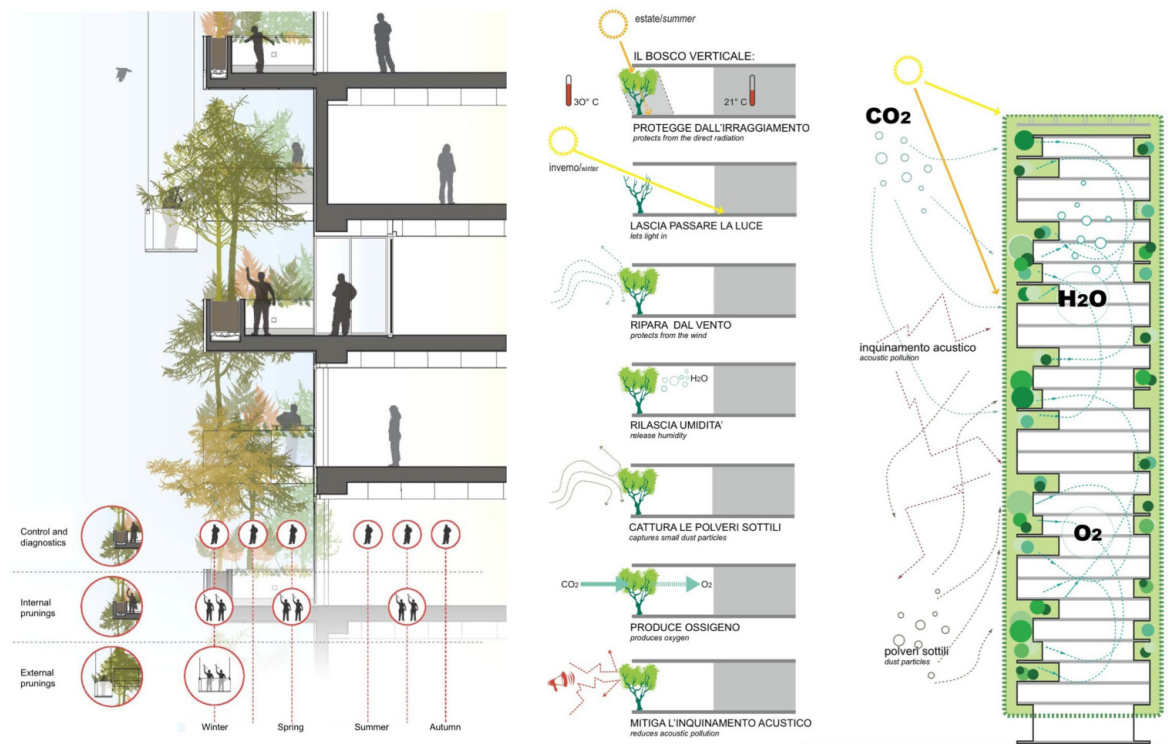 Control and
diagnostics
Internal
prunings
External
prunings
Winter
Spring
Summer
Autumn
estate/summer
IL BOSCO VERTICALE:
30° C
21° C
PROTEGGE DALL'IRRAGGIAMENTO
protects from the direct radiation
inverno/winter
LASCIA PASSARE LA LUCE
lets light in
RIPARA DAL VENTO
protects from the wind
H2O
RILASCIA UMIDITA'
release humidity
CATTURA LE POLVERI SOTTILI
captures small dust particles
CO2
O2
PRODUCE OSSIGENO
produces oxygen
MITIGA L'INQUINAMENTO ACUSTICO
reduces acoustic pollution
CO2
H2O
inquinamento acustico
acoustic pollution
O2
polveri sottili
dust particles